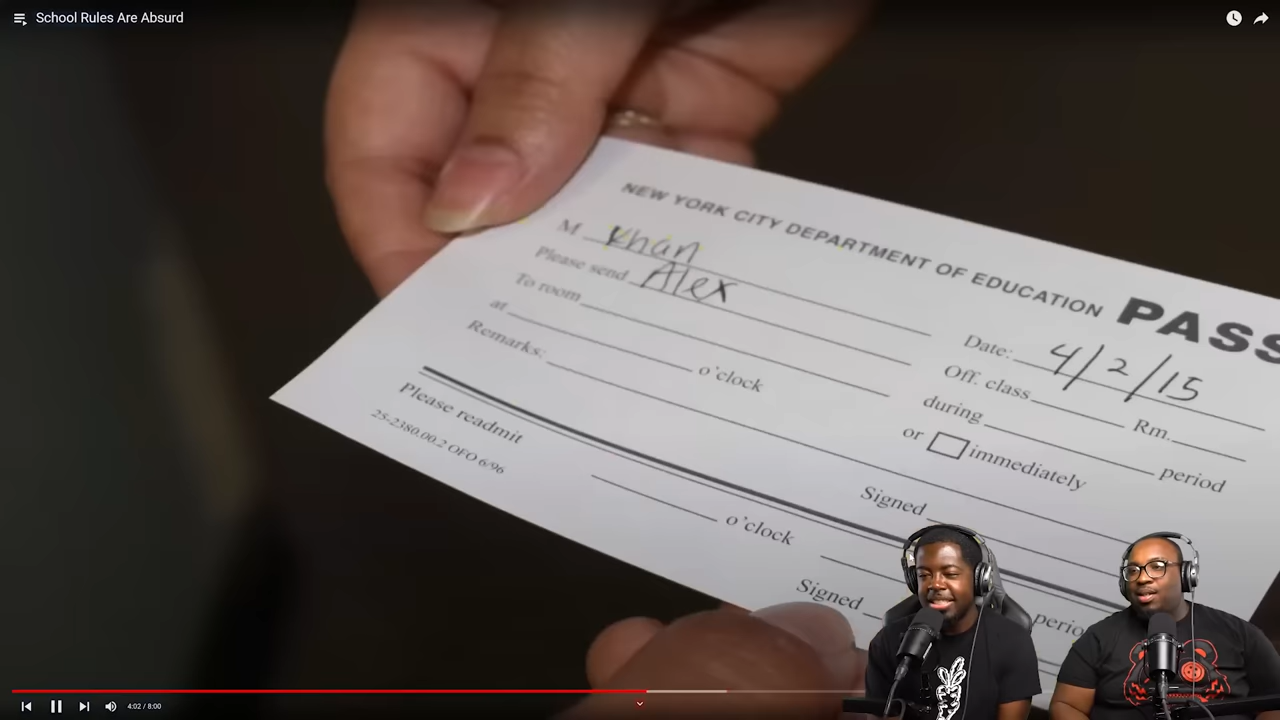 School Rules Are Absurd
NEW YORK CITY DEPARTMENT OF EDUCATION PASS
M Khan
Date: 4/2/15
Please send Alex
Off. class Rm.
To room
during period
at o'clock
or immediately
Remarks:
Signed
Please readmit
25-2380.00.2 OFO 6/96
o'clock
Signed
4:02 / 8:00